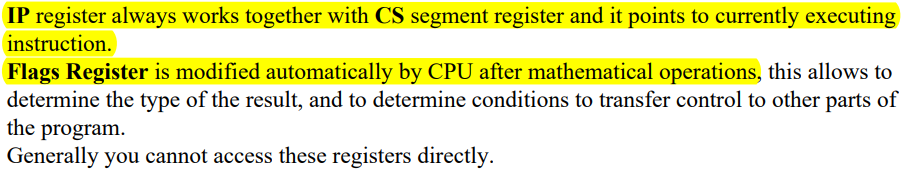 IP register always works together with CS segment register and it points to currently executing
instruction.
Flags Register is modified automatically by CPU after mathematical operations, this allows to
determine the type of the result, and to determine conditions to transfer control to other parts of
the program.
Generally you cannot access these registers directly.